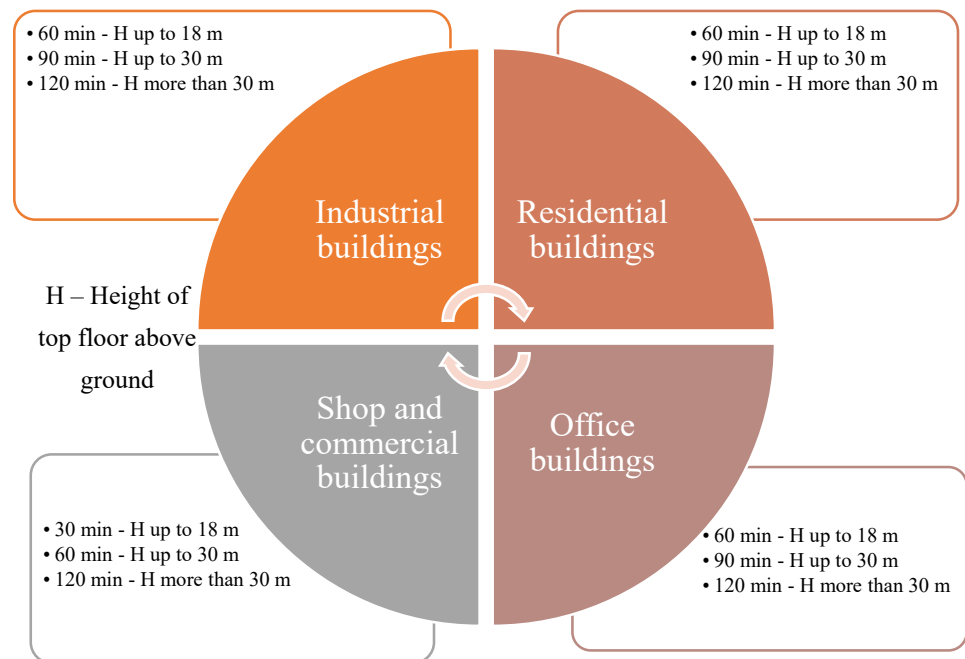 • 60 min - H up to 18 m
• 90 min - H up to 30 m
• 120 min - H more than 30 m
• 60 min - H up to 18 m
• 90 min - H up to 30 m
• 120 min - H more than 30 m
Industrial
buildings
Residential
buildings
H – Height of
top floor above
ground
Shop and
commercial
buildings
Office
buildings
• 30 min - H up to 18 m
• 60 min - H up to 30 m
• 120 min - H more than 30 m
• 60 min - H up to 18 m
• 90 min - H up to 30 m
• 120 min - H more than 30 m